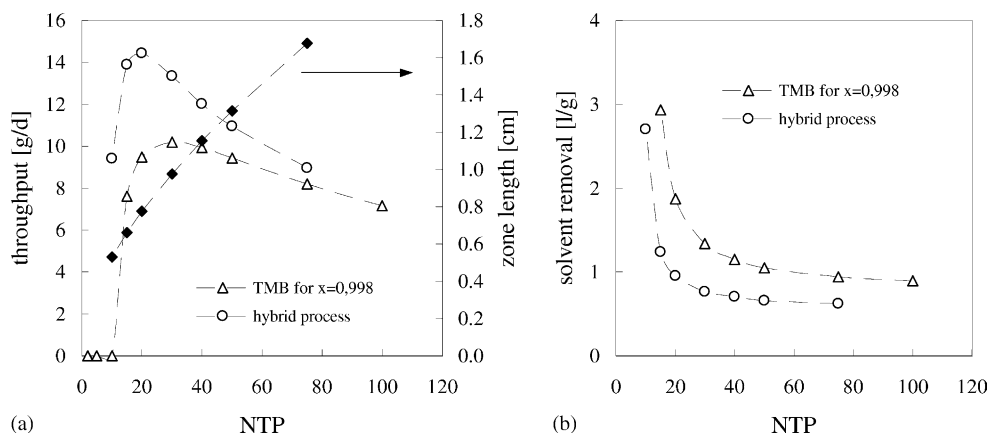 throughput [g/d]
16
14
12
10
8
6
4
2
0
1.8
1.6
1.4
1.2
1.0
0.8
0.6
0.4
0.2
0.0
zone length [cm]
TMB for x=0,998
hybrid process
0 20 40 60 80 100 120
(a) NTP
solvent removal [l/g]
4
3
2
1
0
TMB for x=0,998
hybrid process
0 20 40 60 80 100 120
(b) NTP